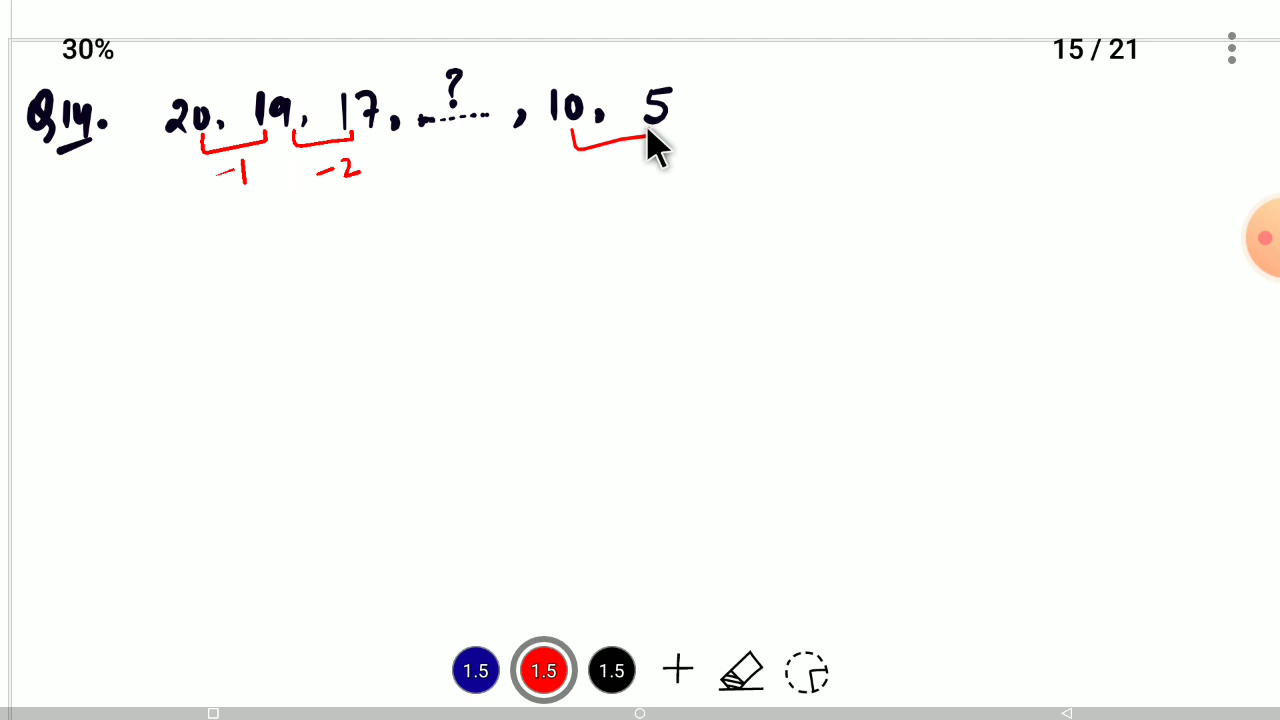 30%
15 / 21
Q14. 20, 19, 17, ......?......, 10, 5
-1 -2
1.5 1.5 1.5